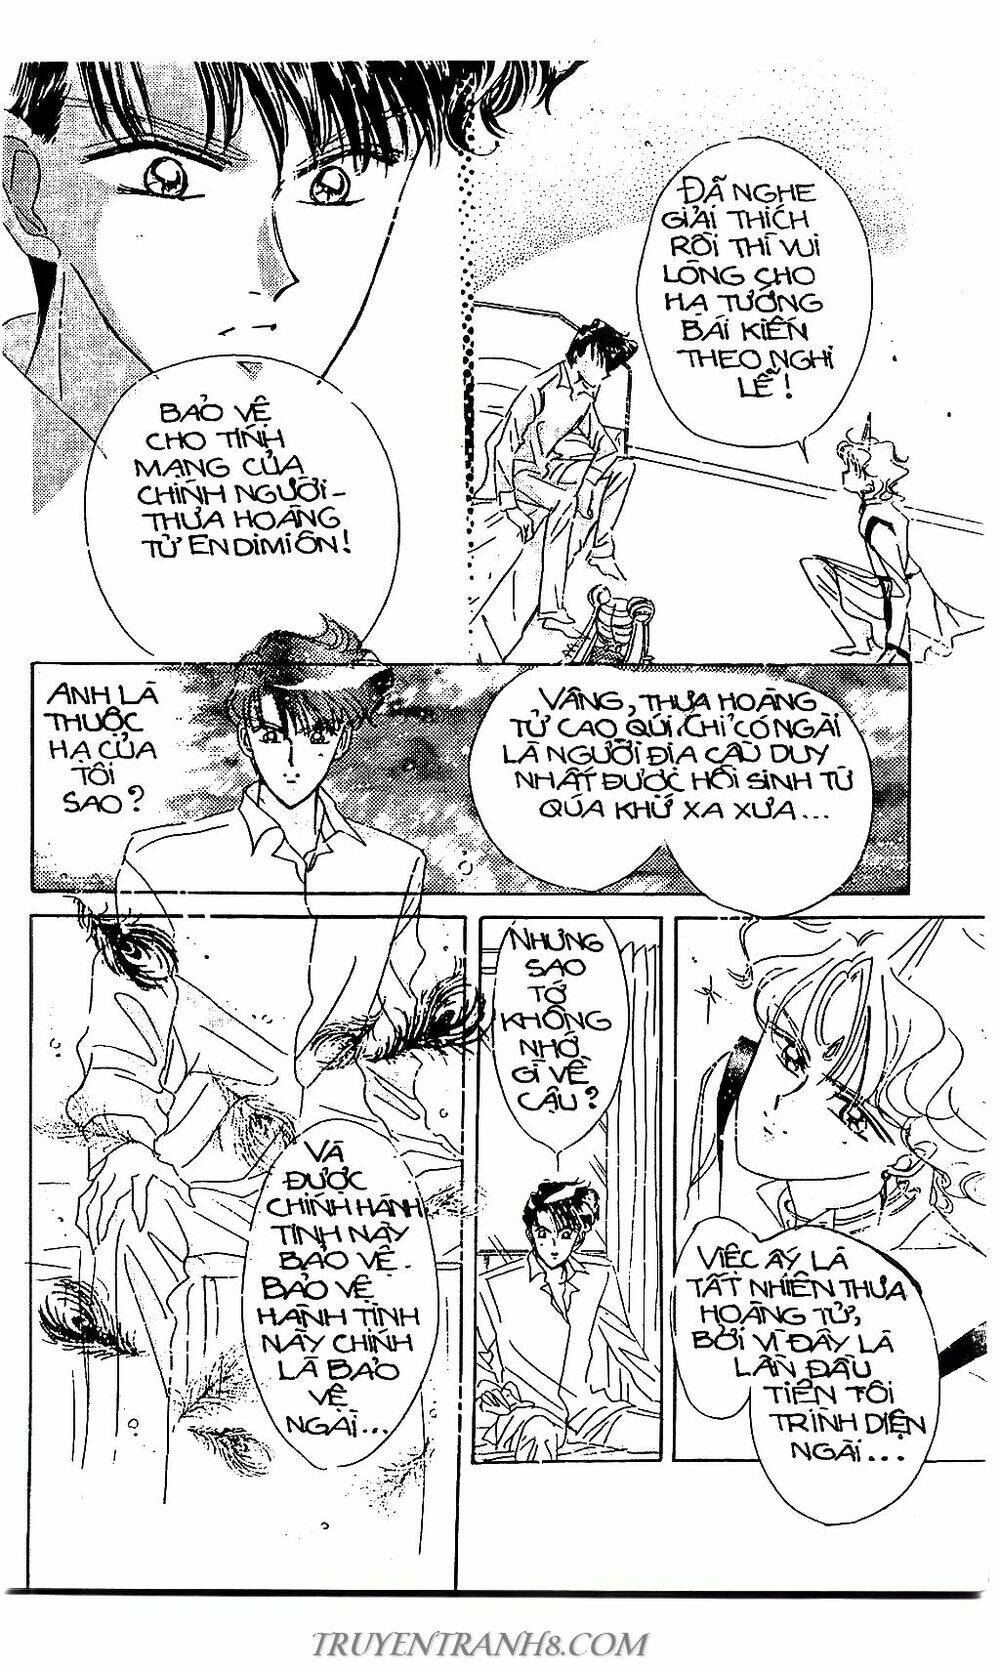 ĐÃ NGHE
GIẢI THÍCH
RỒI THÌ VUI
LÒNG CHO
HẠ TƯỚNG
BÁI KIẾN
THEO NGHI
LỄ!
BẢO VỆ
CHO TÍNH
MẠNG CỦA
CHÍNH NGƯỜI-
THƯA HOÀNG
TỬ ENDIMIÔN!
ANH LÀ
THUỘC
HẠ CỦA
TÔI
SAO?
VÂNG, THƯA HOÀNG
TỬ CAO QÚI. CHỈ CÓ NGÀI
LÀ NGƯỜI ĐỊA CẦU DUY
NHẤT ĐƯỢC HỒI SINH TỪ
QÚA KHỨ XA XƯA...
VÀ
ĐƯỢC
CHÍNH HÀNH
TINH NÀY
BẢO VỆ.
BẢO VỆ
HÀNH TINH
NÀY CHÍNH
LÀ BẢO
VỆ
NGÀI...
NHƯNG
SAO
TỚ
KHÔNG
NHỚ
GÌ VỀ
CẬU?
VIỆC ẤY LÀ
TẤT NHIÊN THƯA
HOÀNG TỬ,
BỞI VÌ ĐÂY LÀ
LẦN ĐẦU
TIÊN TÔI
TRÌNH DIỆN
NGÀI...
TRUYENTRANH8.COM